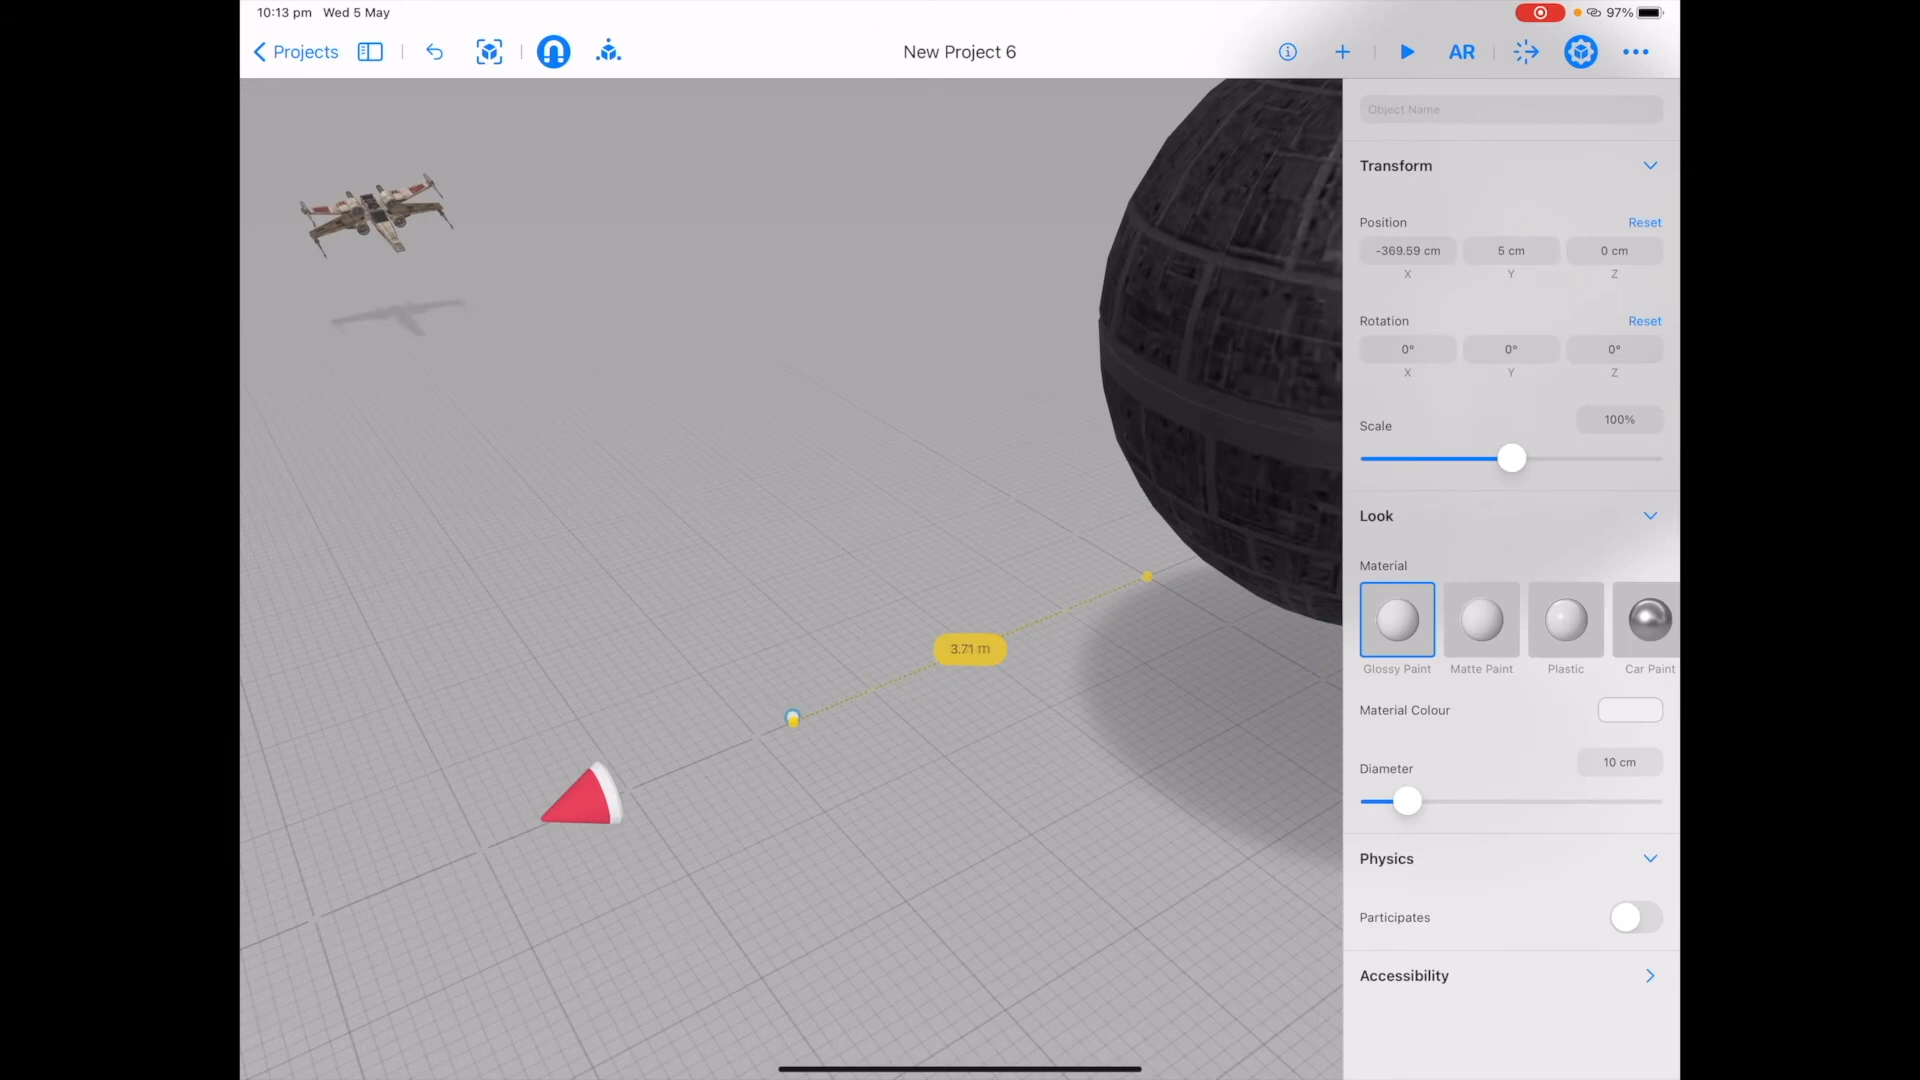 10:13 pm Wed 5 May
97%
Projects
New Project 6
AR
Object Name
Transform
Position
Reset
-369.59 cm
5 cm
0 cm
X
Y
Z
Rotation
Reset
0°
0°
0°
X
Y
Z
Scale
100%
Look
Material
Glossy Paint
Matte Paint
Plastic
Car Paint
Material Colour
Diameter
10 cm
Physics
Participates
Accessibility
3.71 m